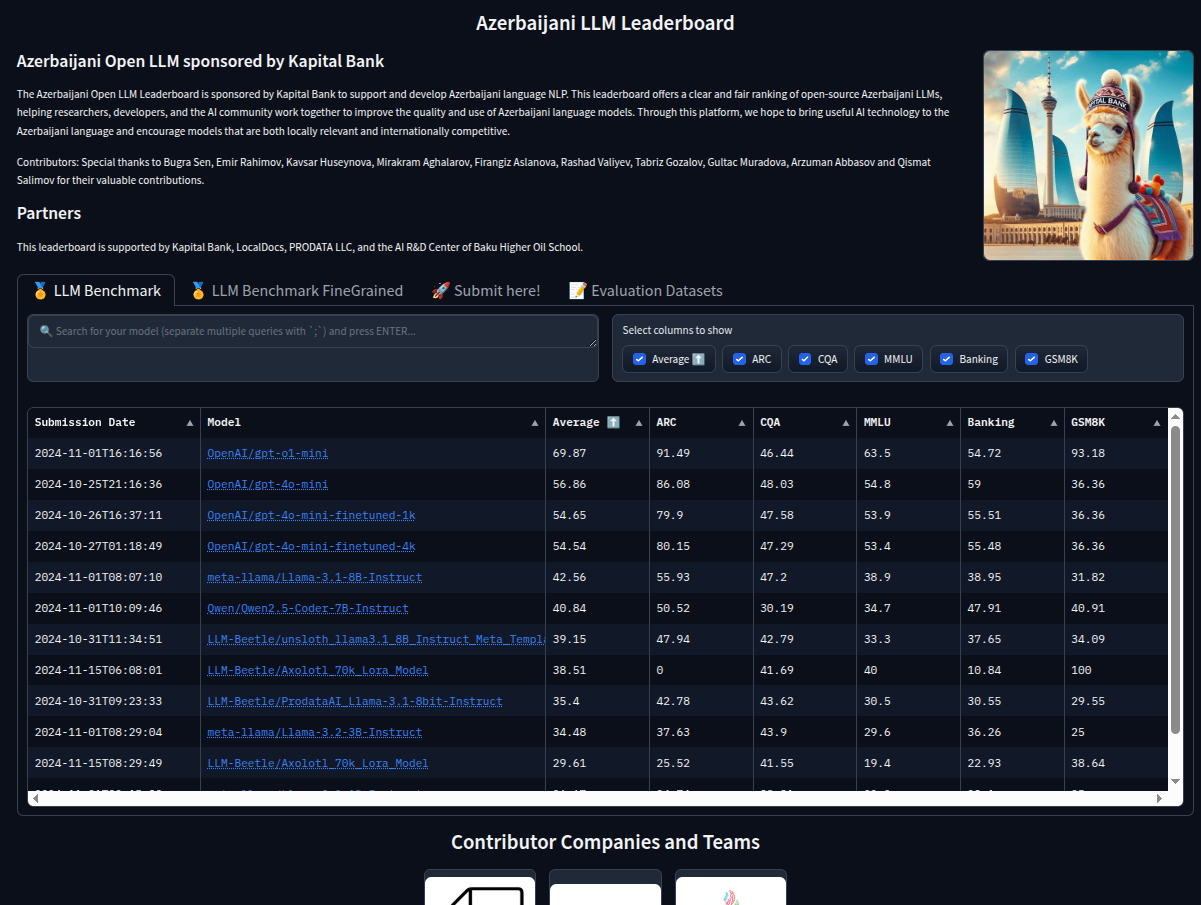 Azerbaijani LLM Leaderboard
Azerbaijani Open LLM sponsored by Kapital Bank
The Azerbaijani Open LLM Leaderboard is sponsored by Kapital Bank to support and develop Azerbaijani language NLP. This leaderboard offers a clear and fair ranking of open-source Azerbaijani LLMs,
helping researchers, developers, and the AI community work together to improve the quality and use of Azerbaijani language models. Through this platform, we hope to bring useful AI technology to the
Azerbaijani language and encourage models that are both locally relevant and internationally competitive.
Contributors: Special thanks to Bugra Sen, Emir Rahimov, Kavsar Huseynova, Mirakram Aghalarov, Firangiz Aslanova, Rashad Valiyev, Tabriz Gozalov, Gultac Muradova, Arzuman Abbasov and Qismat
Salimov for their valuable contributions.
Partners
This leaderboard is supported by Kapital Bank, LocalDocs, PRODATA LLC, and the AI R&D Center of Baku Higher Oil School.
🏅 LLM Benchmark 🏅 LLM Benchmark FineGrained 🚀 Submit here! 📝 Evaluation Datasets
🔍 Search for your model (separate multiple queries with `;`) and press ENTER...
Select columns to show
Average ⬆️ ARC CQA MMLU Banking GSM8K
Submission Date Model Average ⬆️ ARC CQA MMLU Banking GSM8K
2024-11-01T16:16:56 OpenAI/gpt-o1-mini 69.87 91.49 46.44 63.5 54.72 93.18
2024-10-25T21:16:36 OpenAI/gpt-4o-mini 56.86 86.08 48.03 54.8 59 36.36
2024-10-26T16:37:11 OpenAI/gpt-4o-mini-finetuned-1k 54.65 79.9 47.58 53.9 55.51 36.36
2024-10-27T01:18:49 OpenAI/gpt-4o-mini-finetuned-4k 54.54 80.15 47.29 53.4 55.48 36.36
2024-11-01T08:07:10 meta-llama/Llama-3.1-8B-Instruct 42.56 55.93 47.2 38.9 38.95 31.82
2024-11-01T10:09:46 Qwen/Qwen2.5-Coder-7B-Instruct 40.84 50.52 30.19 34.7 47.91 40.91
2024-10-31T11:34:51 LLM-Beetle/unsloth_llama3.1_8B_Instruct_Meta_Templa 39.15 47.94 42.79 33.3 37.65 34.09
2024-11-15T06:08:01 LLM-Beetle/Axolotl_70k_Lora_Model 38.51 0 41.69 40 10.84 100
2024-10-31T09:23:33 LLM-Beetle/ProdataAI_Llama-3.1-8bit-Instruct 35.4 42.78 43.62 30.5 30.55 29.55
2024-11-01T08:29:04 meta-llama/Llama-3.2-3B-Instruct 34.48 37.63 43.9 29.6 36.26 25
2024-11-15T08:29:49 LLM-Beetle/Axolotl_70k_Lora_Model 29.61 25.52 41.55 19.4 22.93 38.64
Contributor Companies and Teams